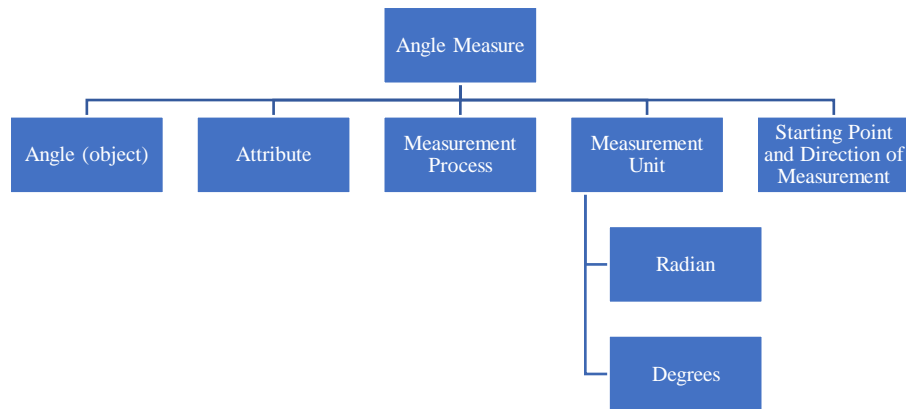 Angle Measure
Angle (object)
Attribute
Measurement
Process
Measurement
Unit
Starting Point
and Direction of
Measurement
Radian
Degrees